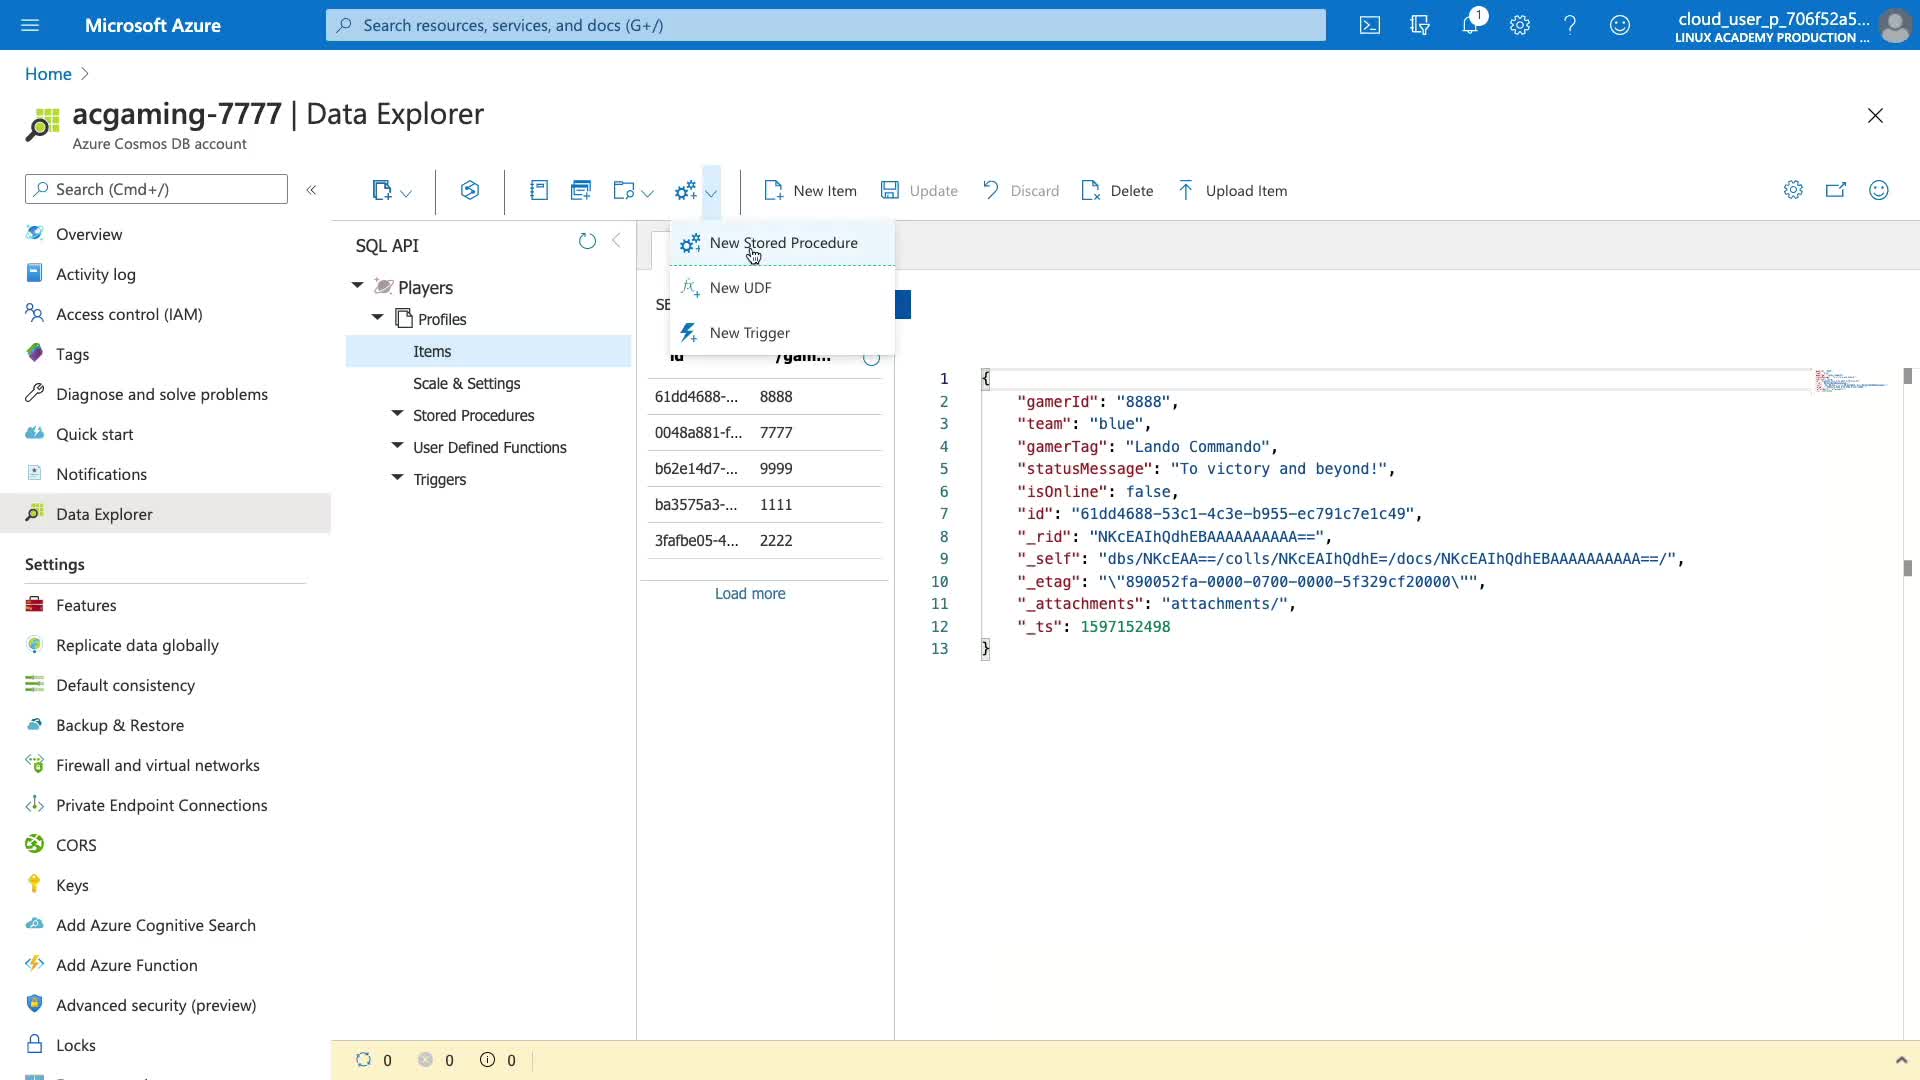 Microsoft Azure
Search resources, services, and docs (G+/)
1
cloud_user_p_706f52a5...
LINUX ACADEMY PRODUCTION ...
Home
acgaming-7777 | Data Explorer
Azure Cosmos DB account
Search (Cmd+/)
«
New Item
Update
Discard
Delete
Upload Item
Overview
Activity log
Access control (IAM)
Tags
Diagnose and solve problems
Quick start
Notifications
Data Explorer
Settings
Features
Replicate data globally
Default consistency
Backup & Restore
Firewall and virtual networks
Private Endpoint Connections
CORS
Keys
Add Azure Cognitive Search
Add Azure Function
Advanced security (preview)
Locks
SQL API
Players
Profiles
Items
Scale & Settings
Stored Procedures
User Defined Functions
Triggers
New Stored Procedure
New UDF
New Trigger
id /gam...
61dd4688-... 8888
0048a881-f... 7777
b62e14d7-... 9999
ba3575a3-... 1111
3fafbe05-4... 2222
Load more
1 {
2 "gamerId": "8888",
3 "team": "blue",
4 "gamerTag": "Lando Commando",
5 "statusMessage": "To victory and beyond!",
6 "isOnline": false,
7 "id": "61dd4688-53c1-4c3e-b955-ec791c7e1c49",
8 "_rid": "NKcEAIhQdhEBAAAAAAAAAA==",
9 "_self": "dbs/NKcEAA==/colls/NKcEAIhQdhE=/docs/NKcEAIhQdhEBAAAAAAAAAA==/",
10 "_etag": "\"890052fa-0000-0700-0000-5f329cf20000\"",
11 "_attachments": "attachments/",
12 "_ts": 1597152498
13 }
0 0 0